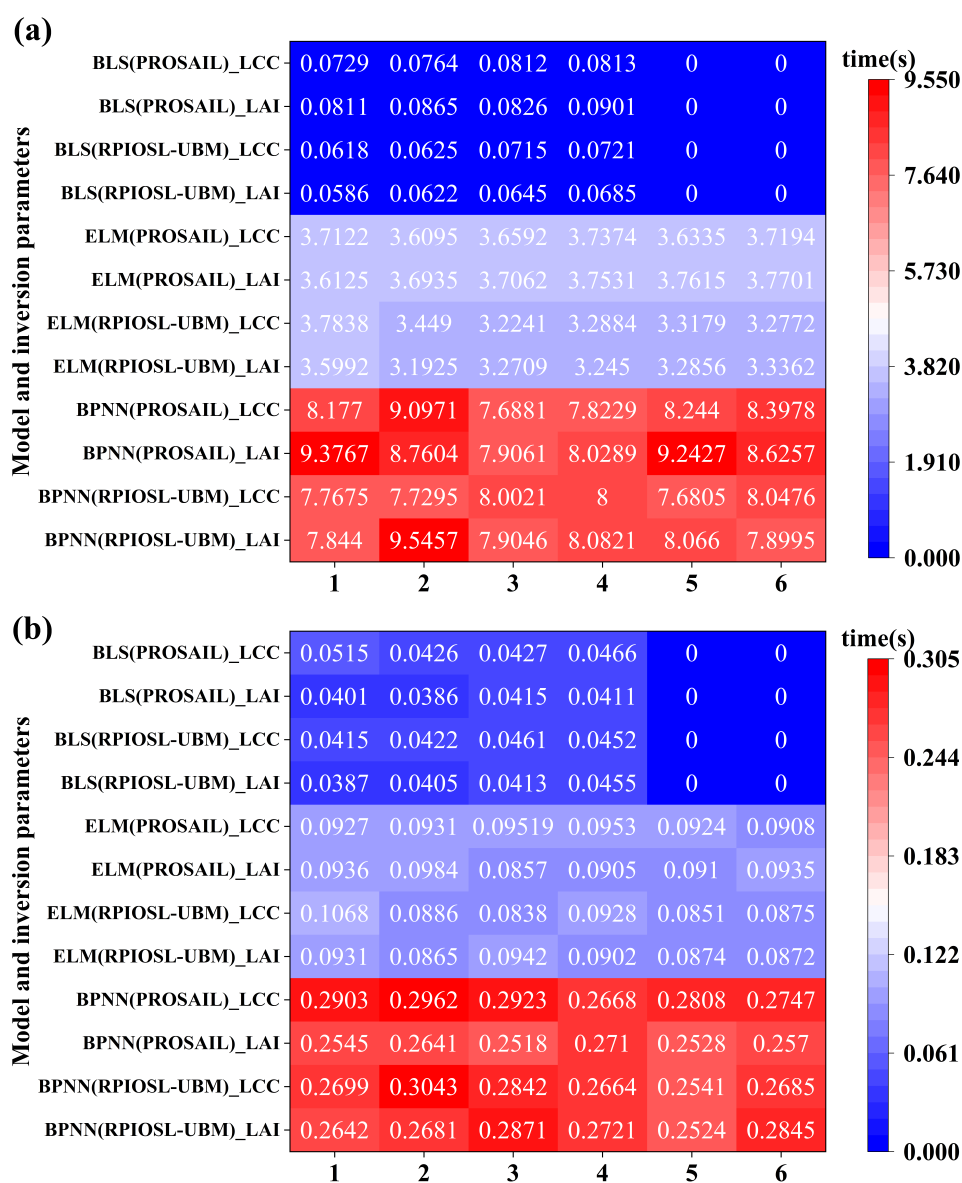 (a)
time(s)
Model and inversion parameters
BLS(PROSAIL)_LCC 0.0729 0.0764 0.0812 0.0813 0 0
BLS(PROSAIL)_LAI 0.0811 0.0865 0.0826 0.0901 0 0
BLS(RPIOSL-UBM)_LCC 0.0618 0.0625 0.0715 0.0721 0 0
BLS(RPIOSL-UBM)_LAI 0.0586 0.0622 0.0645 0.0685 0 0
ELM(PROSAIL)_LCC 3.7122 3.6095 3.6592 3.7374 3.6335 3.7194
ELM(PROSAIL)_LAI 3.6125 3.6935 3.7062 3.7531 3.7615 3.7701
ELM(RPIOSL-UBM)_LCC 3.7838 3.449 3.2241 3.2884 3.3179 3.2772
ELM(RPIOSL-UBM)_LAI 3.5992 3.1925 3.2709 3.245 3.2856 3.3362
BPNN(PROSAIL)_LCC 8.177 9.0971 7.6881 7.8229 8.244 8.3978
BPNN(PROSAIL)_LAI 9.3767 8.7604 7.9061 8.0289 9.2427 8.6257
BPNN(RPIOSL-UBM)_LCC 7.7675 7.7295 8.0021 8 7.6805 8.0476
BPNN(RPIOSL-UBM)_LAI 7.844 9.5457 7.9046 8.0821 8.066 7.8995
1 2 3 4 5 6
9.550
7.640
5.730
3.820
1.910
0.000
(b)
time(s)
Model and inversion parameters
BLS(PROSAIL)_LCC 0.0515 0.0426 0.0427 0.0466 0 0
BLS(PROSAIL)_LAI 0.0401 0.0386 0.0415 0.0411 0 0
BLS(RPIOSL-UBM)_LCC 0.0415 0.0422 0.0461 0.0452 0 0
BLS(RPIOSL-UBM)_LAI 0.0387 0.0405 0.0413 0.0455 0 0
ELM(PROSAIL)_LCC 0.0927 0.0931 0.09519 0.0953 0.0924 0.0908
ELM(PROSAIL)_LAI 0.0936 0.0984 0.0857 0.0905 0.091 0.0935
ELM(RPIOSL-UBM)_LCC 0.1068 0.0886 0.0838 0.0928 0.0851 0.0875
ELM(RPIOSL-UBM)_LAI 0.0931 0.0865 0.0942 0.0902 0.0874 0.0872
BPNN(PROSAIL)_LCC 0.2903 0.2962 0.2923 0.2668 0.2808 0.2747
BPNN(PROSAIL)_LAI 0.2545 0.2641 0.2518 0.271 0.2528 0.257
BPNN(RPIOSL-UBM)_LCC 0.2699 0.3043 0.2842 0.2664 0.2541 0.2685
BPNN(RPIOSL-UBM)_LAI 0.2642 0.2681 0.2871 0.2721 0.2524 0.2845
1 2 3 4 5 6
0.305
0.244
0.183
0.122
0.061
0.000